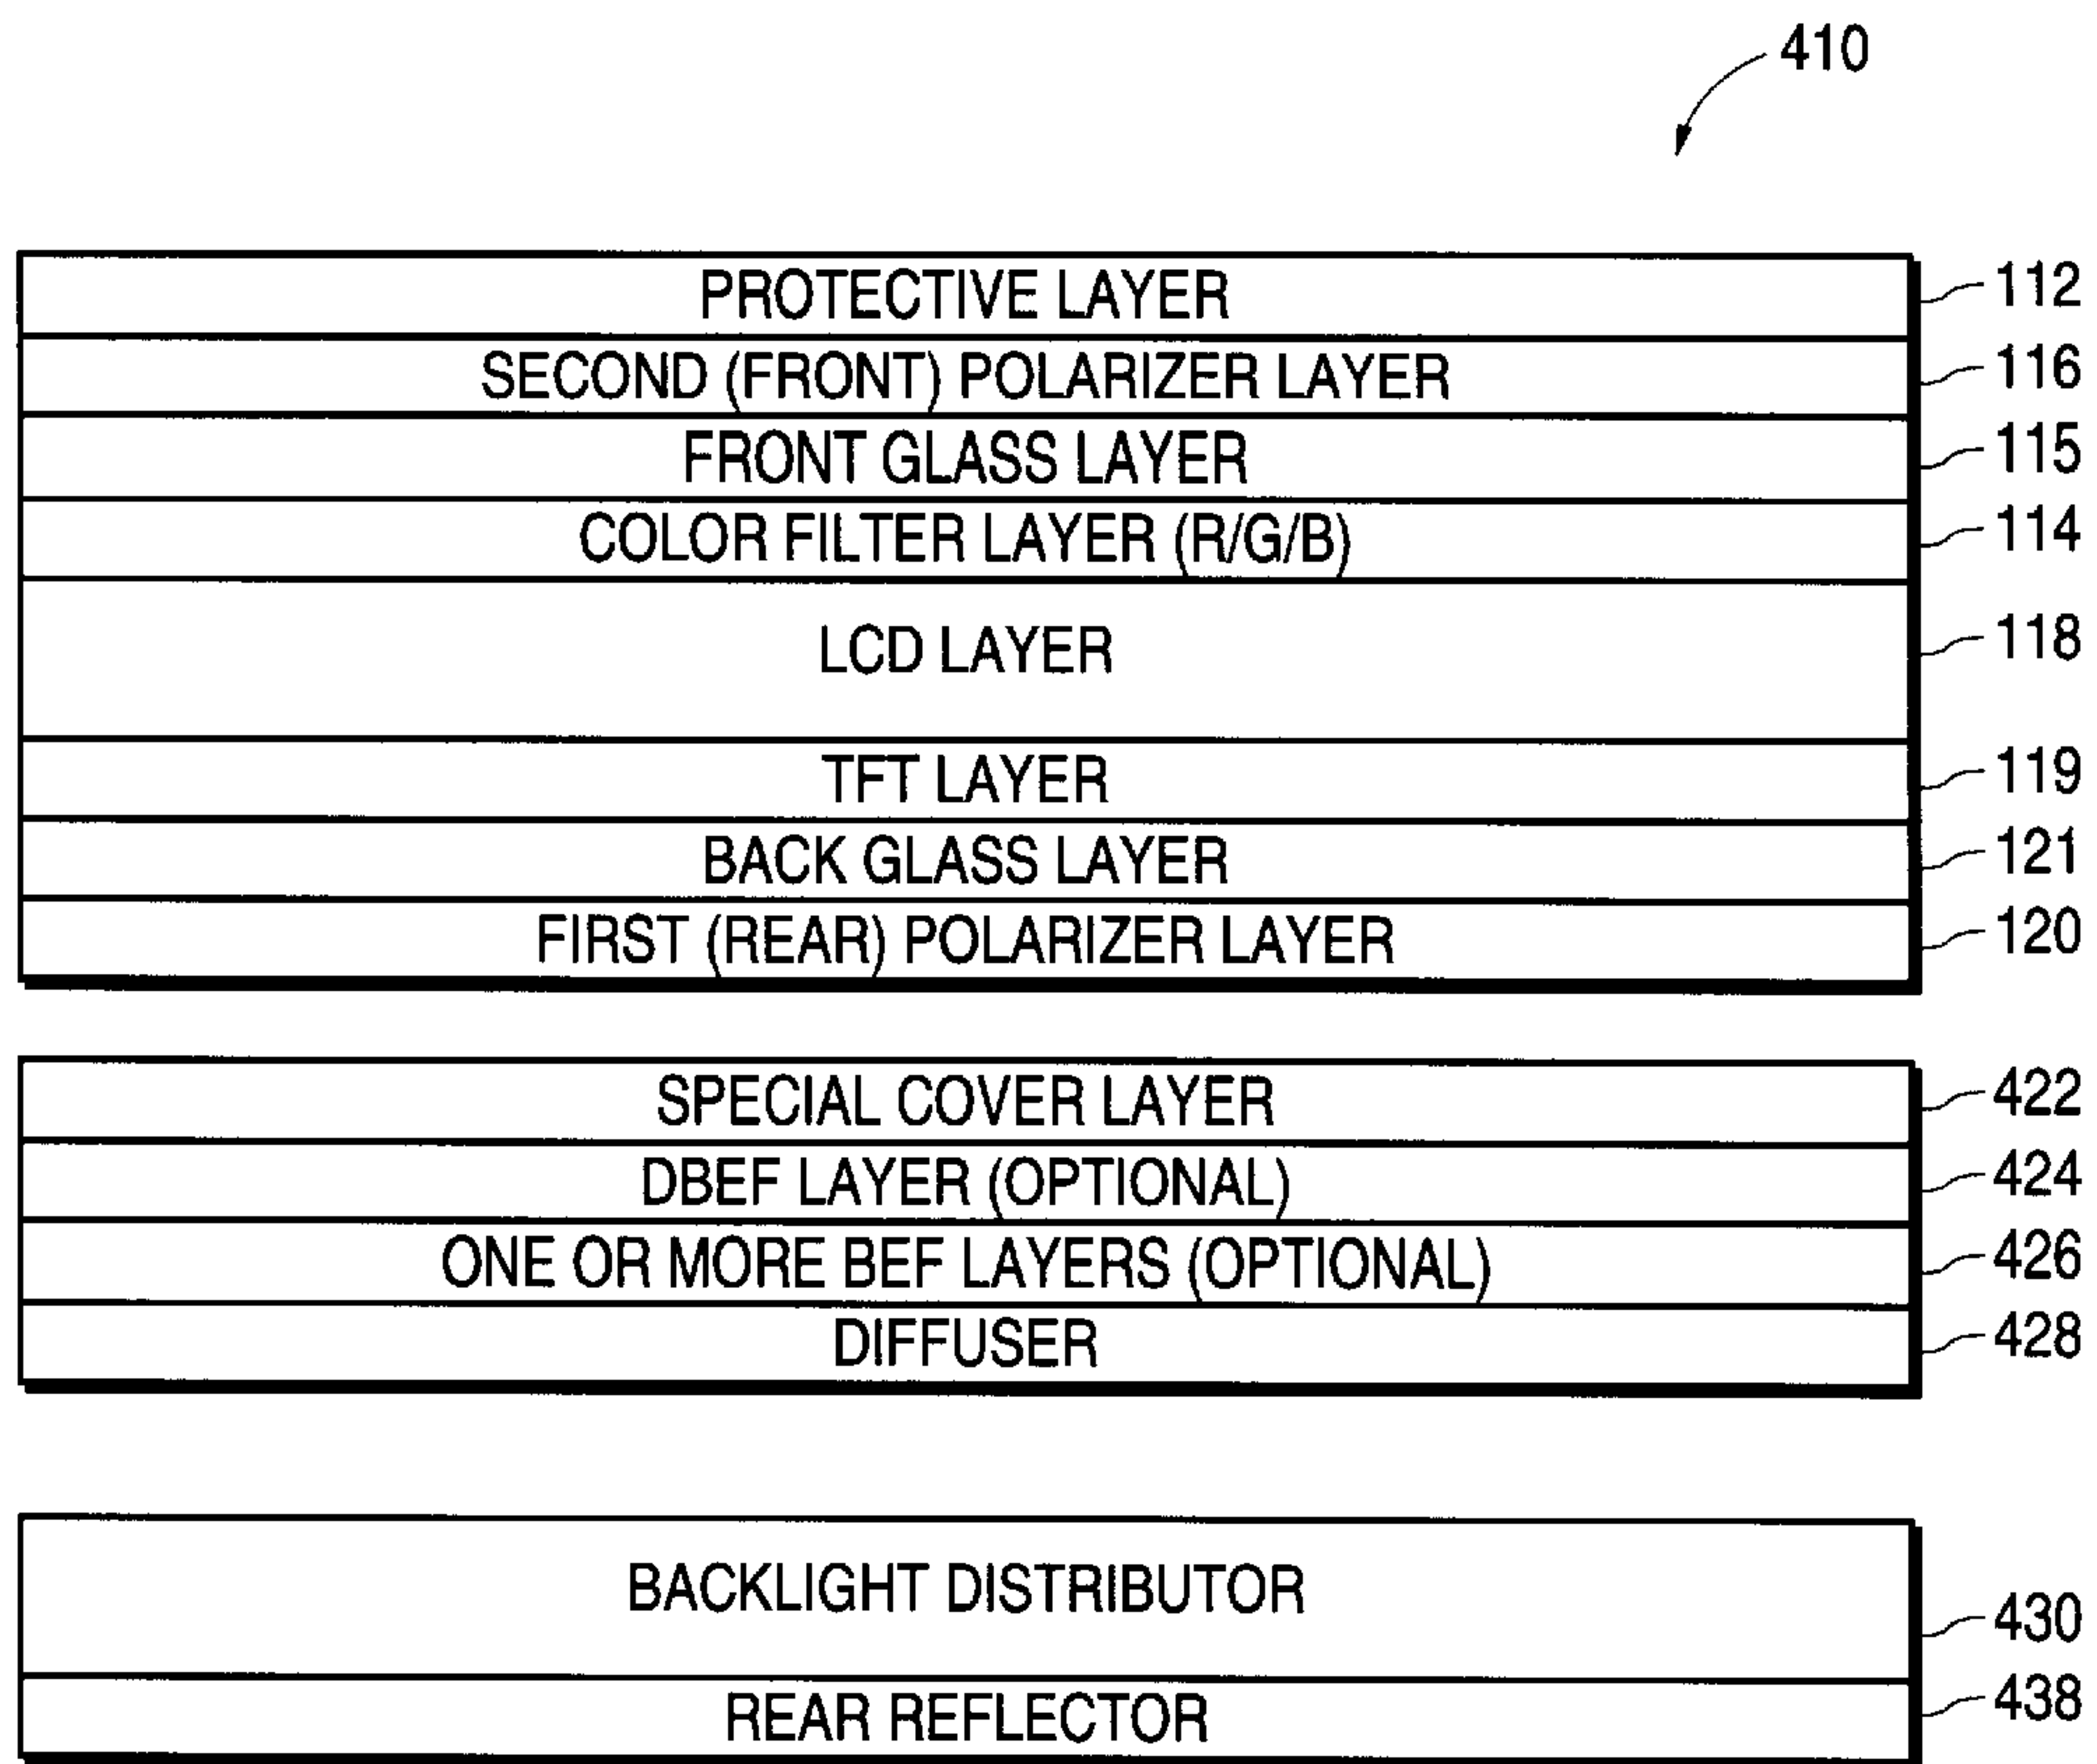 410
PROTECTIVE LAYER 112
SECOND (FRONT) POLARIZER LAYER 116
FRONT GLASS LAYER 115
COLOR FILTER LAYER (R/G/B) 114
LCD LAYER 118
TFT LAYER 119
BACK GLASS LAYER 121
FIRST (REAR) POLARIZER LAYER 120
SPECIAL COVER LAYER 422
DBEF LAYER (OPTIONAL) 424
ONE OR MORE BEF LAYERS (OPTIONAL) 426
DIFFUSER 428
BACKLIGHT DISTRIBUTOR 430
REAR REFLECTOR 438